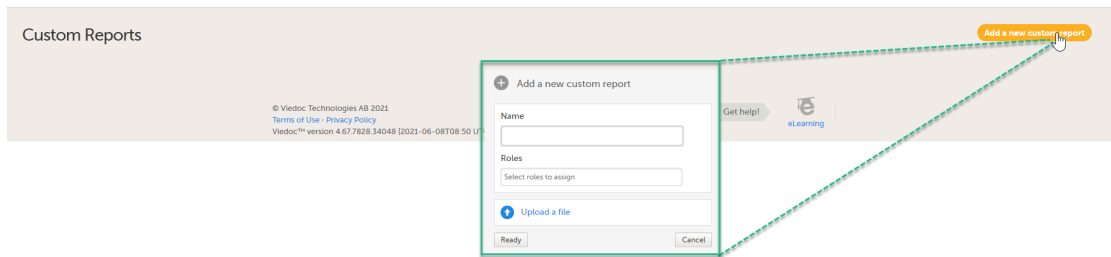 Custom Reports
Add a new custom report
Add a new custom report
Name
Roles
Select roles to assign
Upload a file
Ready
Cancel
© Viedoc Technologies AB 2021
Terms of Use · Privacy Policy
Viedoc™ version 4.67.7828.34048 [2021-06-08T08:50
Get help!
eLearning